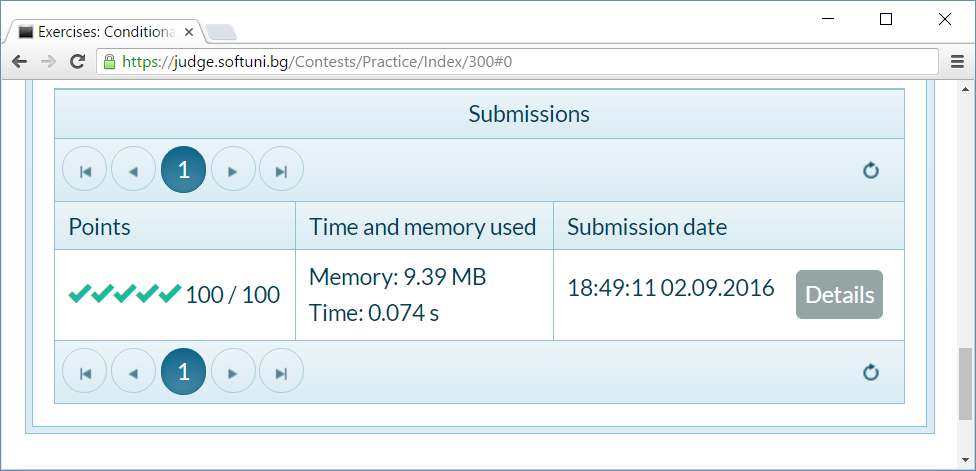 Exercises: Conditiona
https://judge.softuni.bg/Contests/Practice/Index/300#0
Submissions
1
Points
Time and memory used
Submission date
100 / 100
Memory: 9.39 MB
Time: 0.074 s
18:49:11 02.09.2016
Details
1